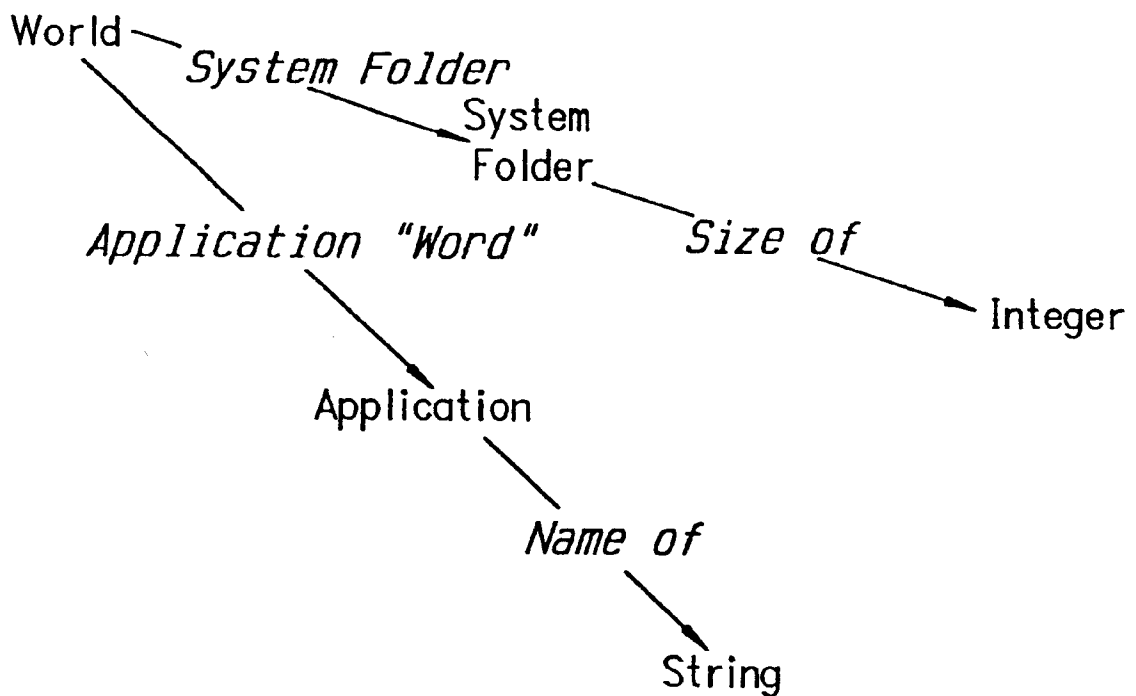 World
System Folder
System
Folder
Size of
Application "Word"
Integer
Application
Name of
String